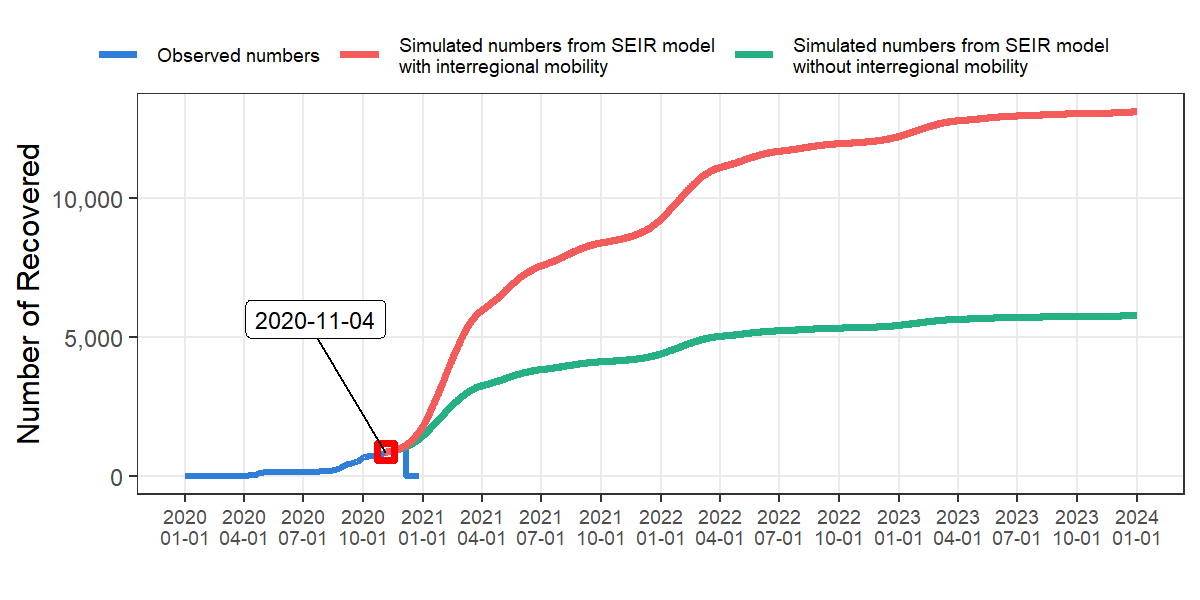 Observed numbers
Simulated numbers from SEIR model
with interregional mobility
Simulated numbers from SEIR model
without interregional mobility
Number of Recovered
10,000
5,000
0
2020-11-04
2020 2020 2020 2020 2021 2021 2021 2021 2022 2022 2022 2022 2023 2023 2023 2023 2024
01-01 04-01 07-01 10-01 01-01 04-01 07-01 10-01 01-01 04-01 07-01 10-01 01-01 04-01 07-01 10-01 01-01